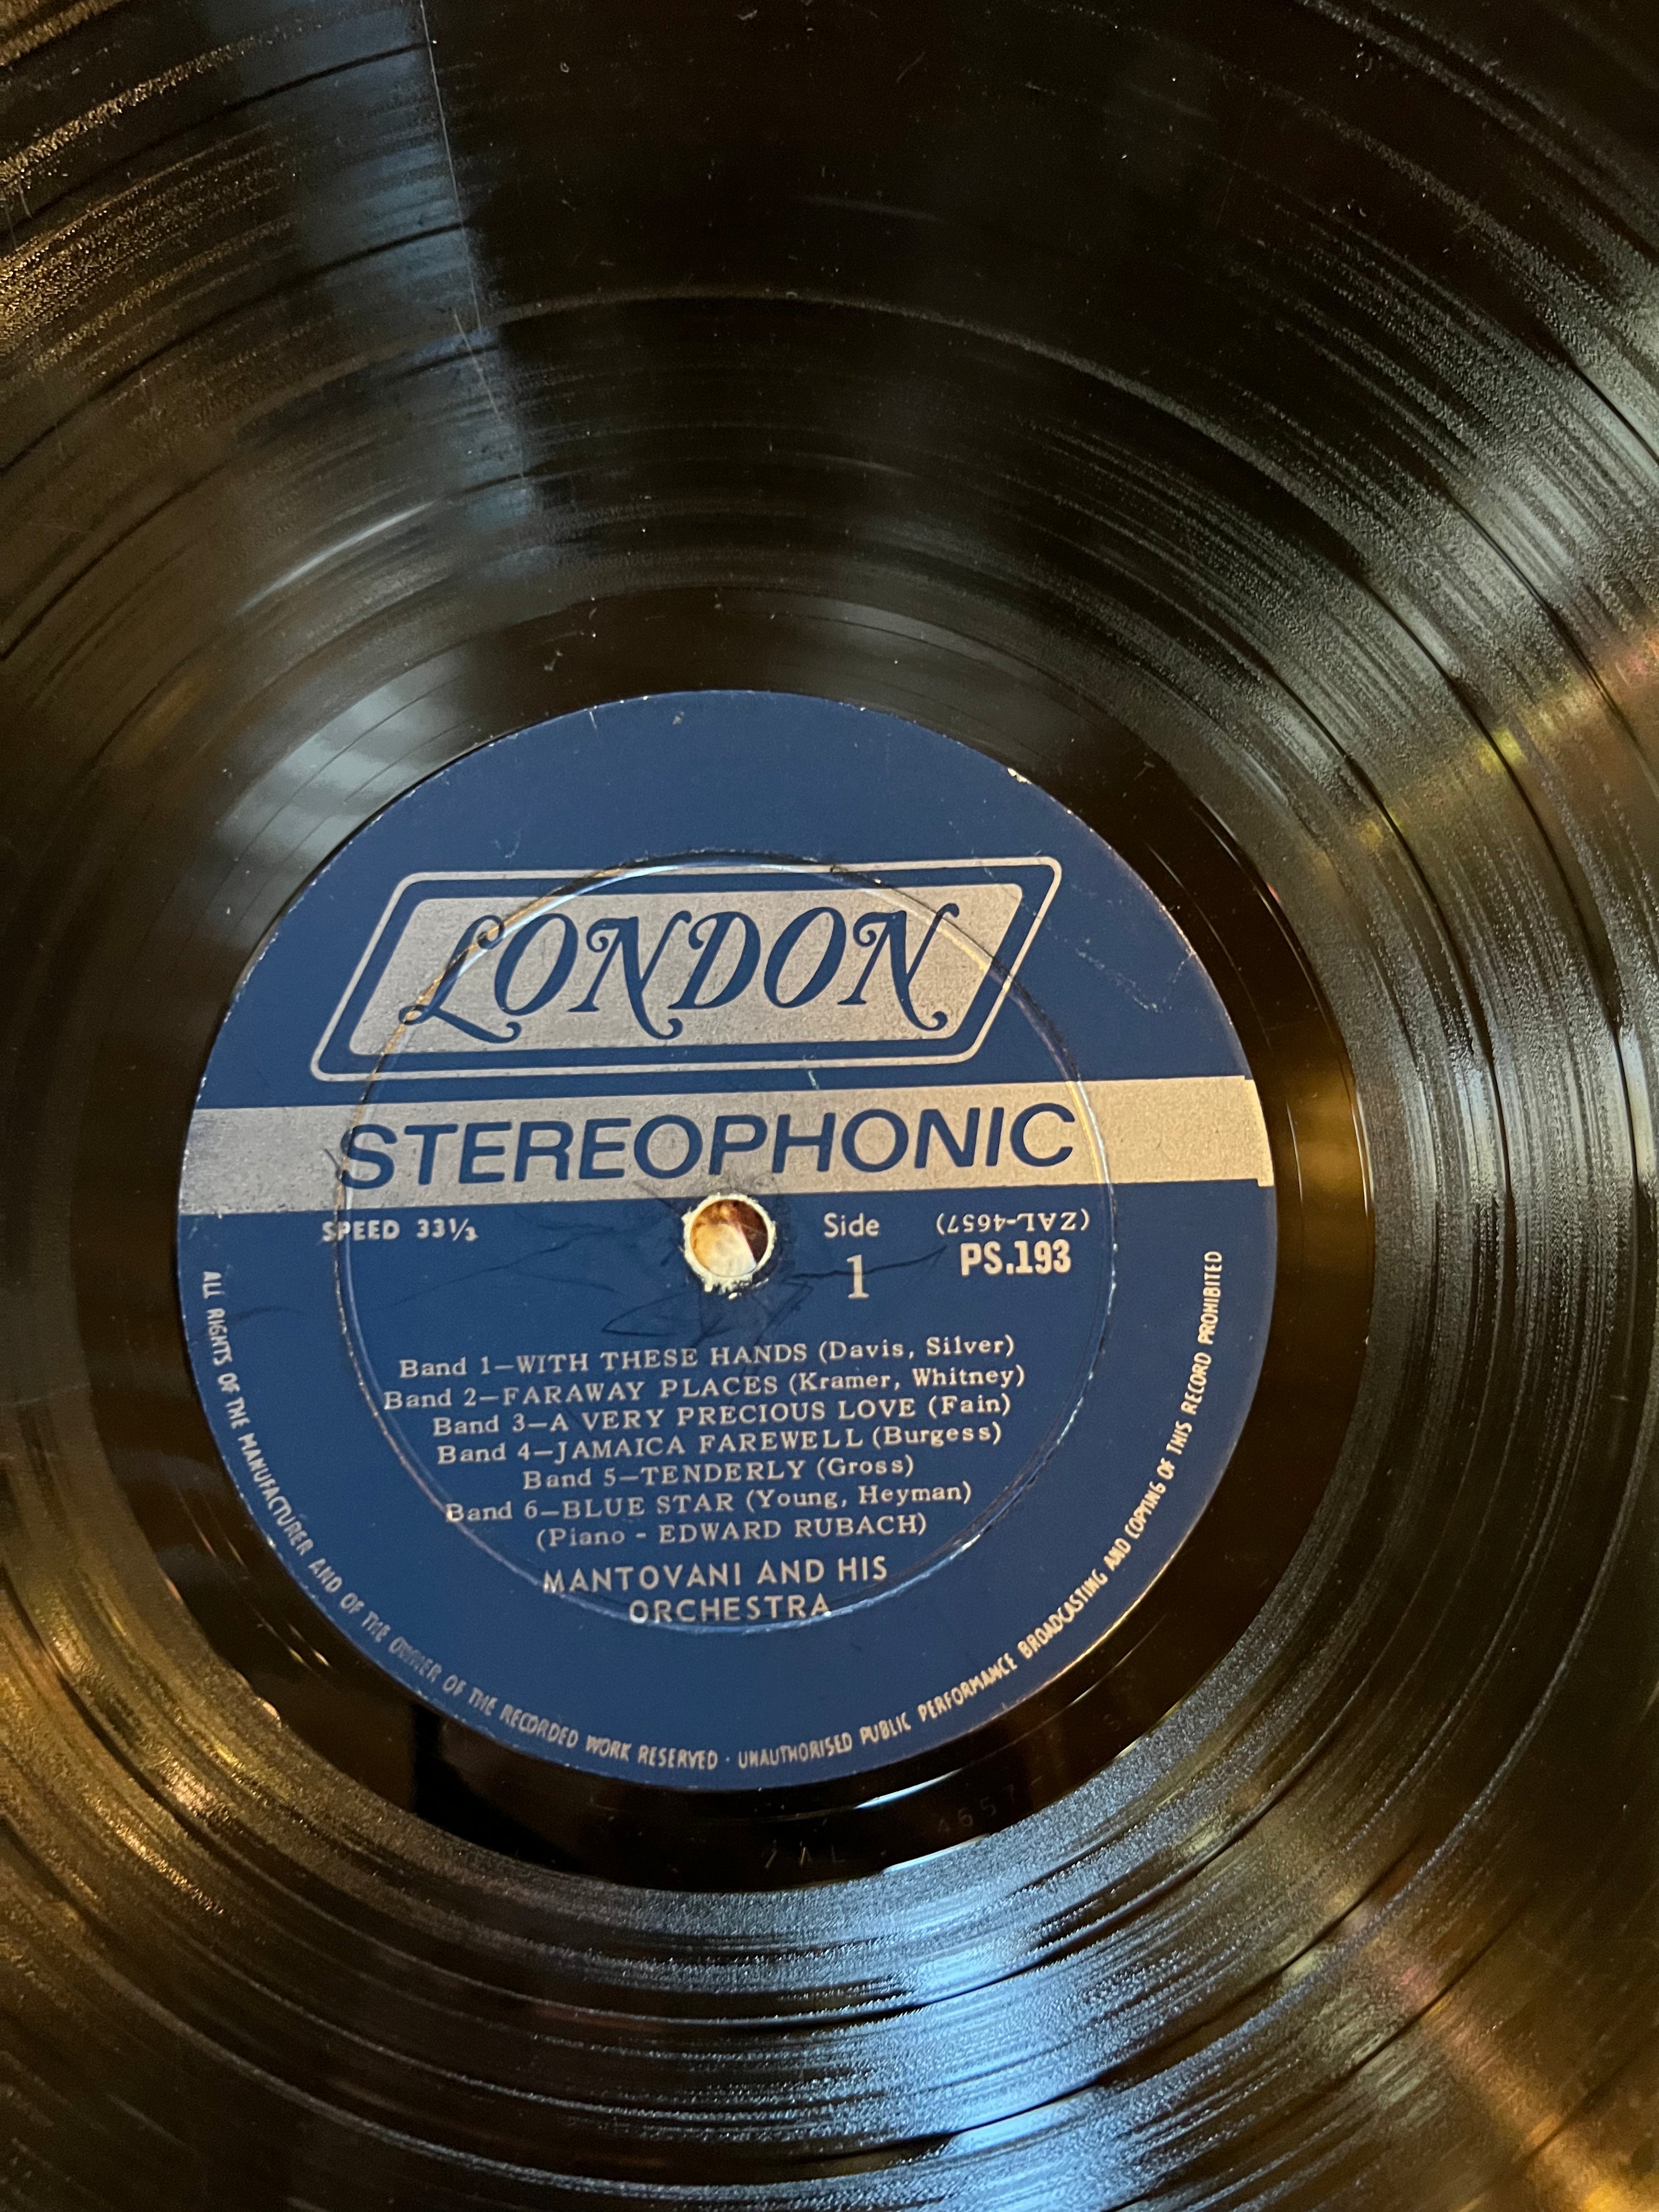 LONDON
STEREOPHONIC
SPEED 33⅓
Side
1
(ZAL-4657)
PS.193
Band 1—WITH THESE HANDS (Davis, Silver)
Band 2—FARAWAY PLACES (Kramer, Whitney)
Band 3—A VERY PRECIOUS LOVE (Fain)
Band 4—JAMAICA FAREWELL (Burgess)
Band 5—TENDERLY (Gross)
Band 6—BLUE STAR (Young, Heyman)
(Piano - EDWARD RUBACH)
MANTOVANI AND HIS
ORCHESTRA
ALL RIGHTS OF THE MANUFACTURER AND OF THE OWNER OF THE RECORDED WORK RESERVED · UNAUTHORISED PUBLIC PERFORMANCE BROADCASTING AND COPYING OF THIS RECORD PROHIBITED
ZAL 4657